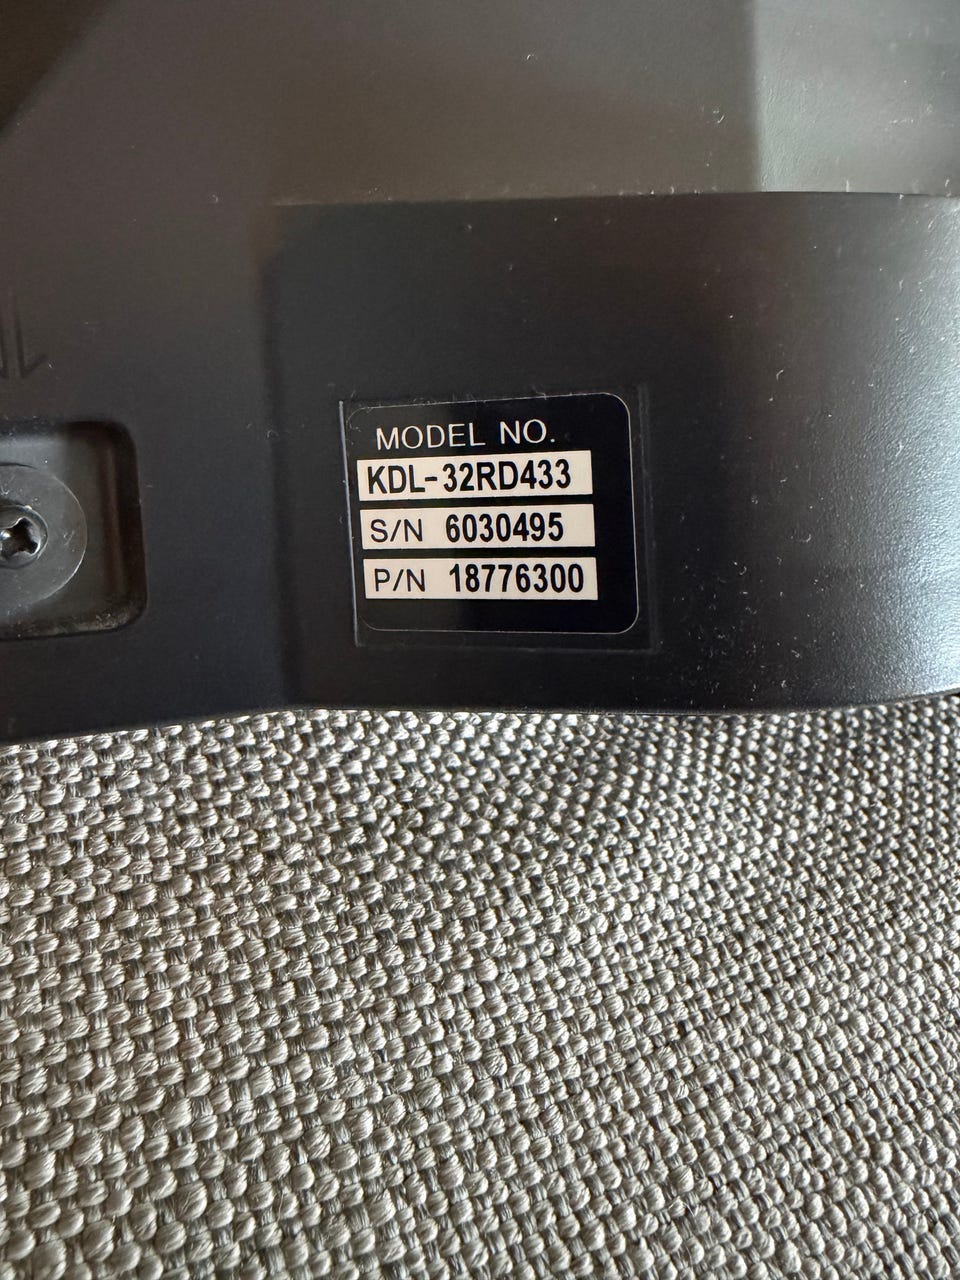 MODEL NO.
KDL-32RD433
S/N 6030495
P/N 18776300